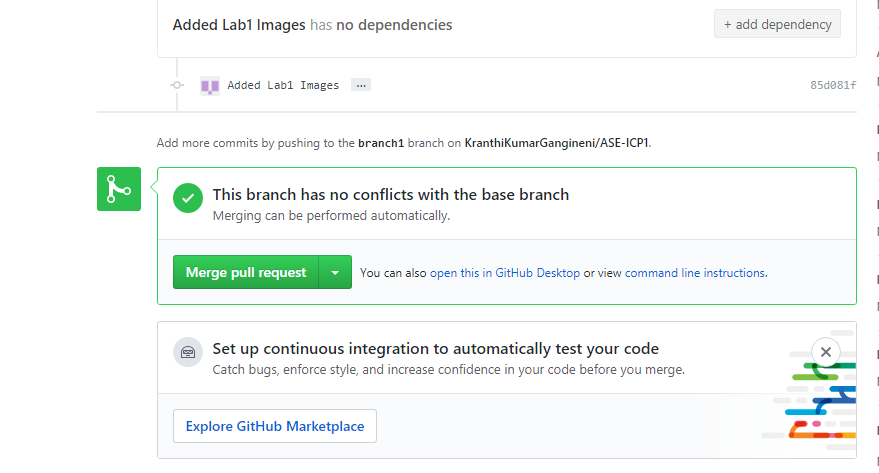 Added Lab1 Images has no dependencies
+ add dependency
Added Lab1 Images ...
85d081f
Add more commits by pushing to the branch1 branch on KranthiKumarGangineni/ASE-ICP1.
This branch has no conflicts with the base branch
Merging can be performed automatically.
Merge pull request
You can also open this in GitHub Desktop or view command line instructions.
Set up continuous integration to automatically test your code
Catch bugs, enforce style, and increase confidence in your code before you merge.
Explore GitHub Marketplace